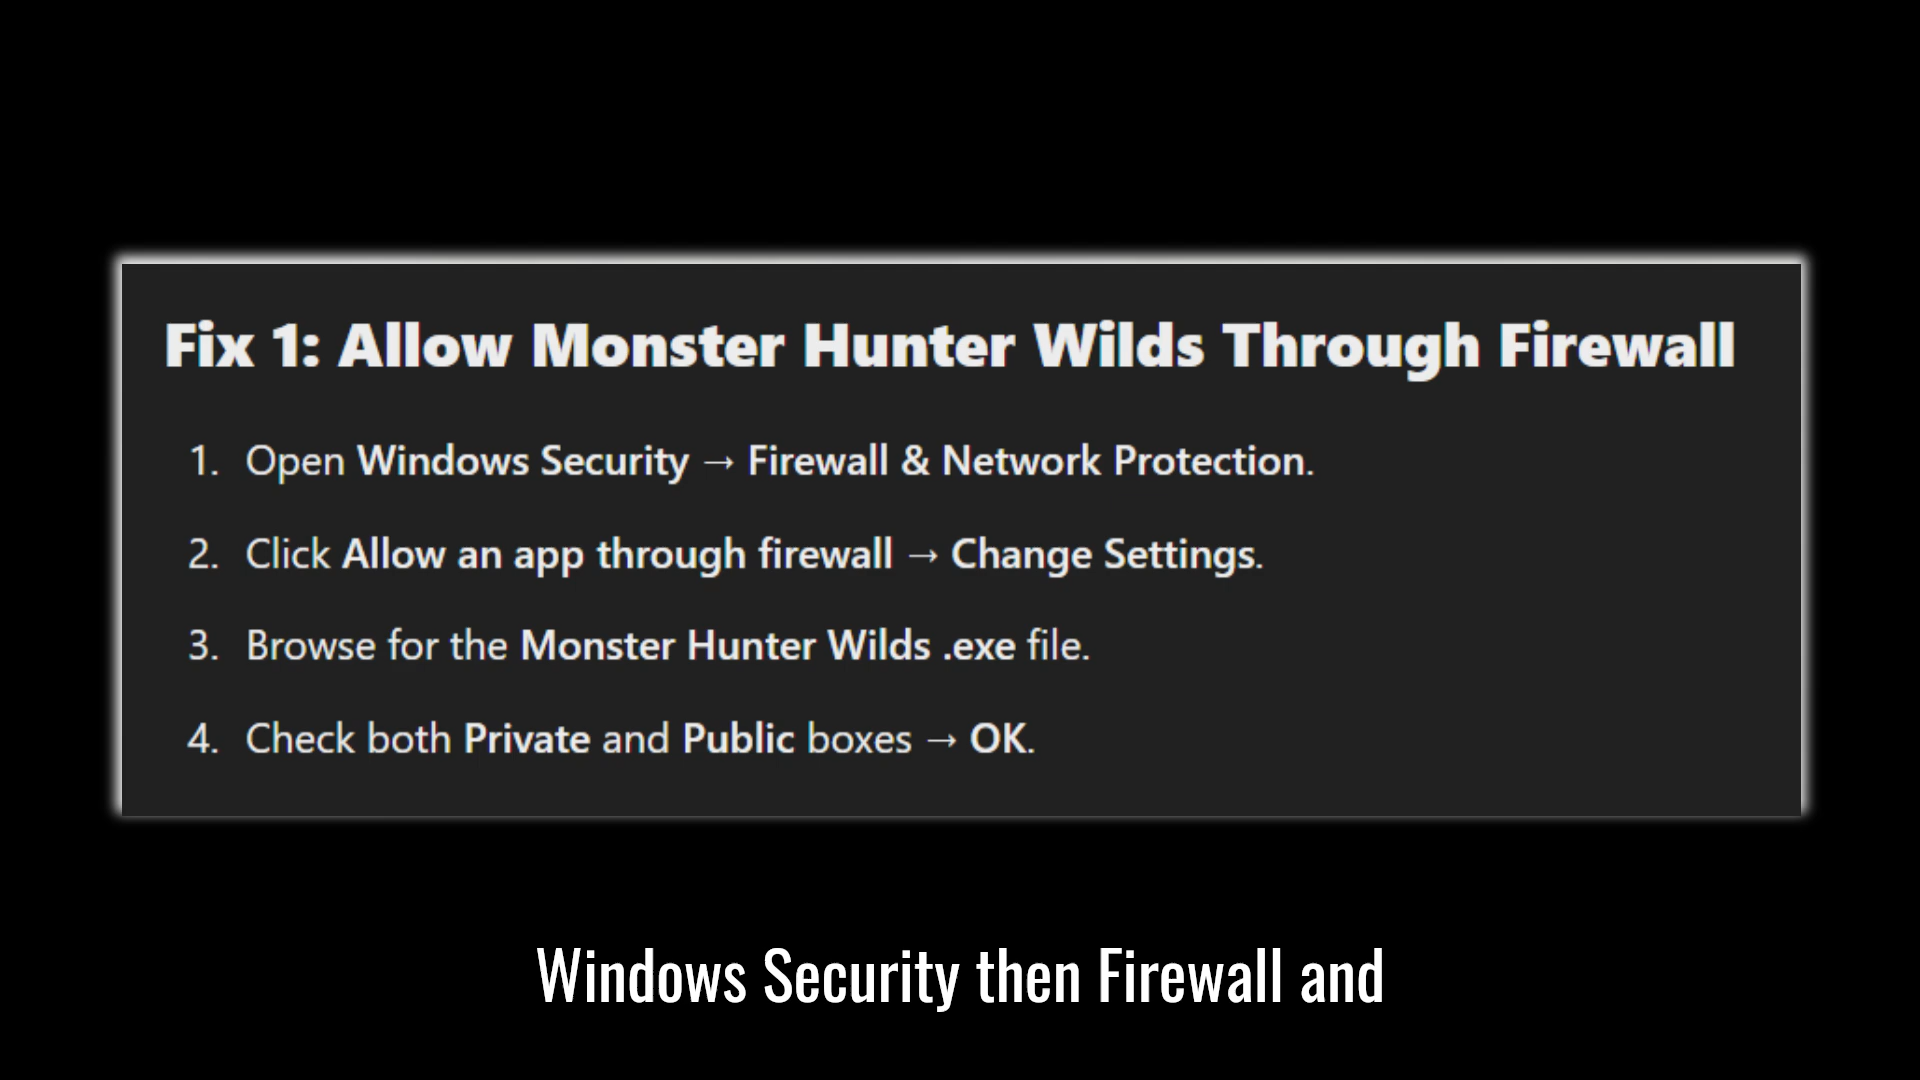 Fix 1: Allow Monster Hunter Wilds Through Firewall
1. Open Windows Security → Firewall & Network Protection.
2. Click Allow an app through firewall → Change Settings.
3. Browse for the Monster Hunter Wilds .exe file.
4. Check both Private and Public boxes → OK.
Windows Security then Firewall and